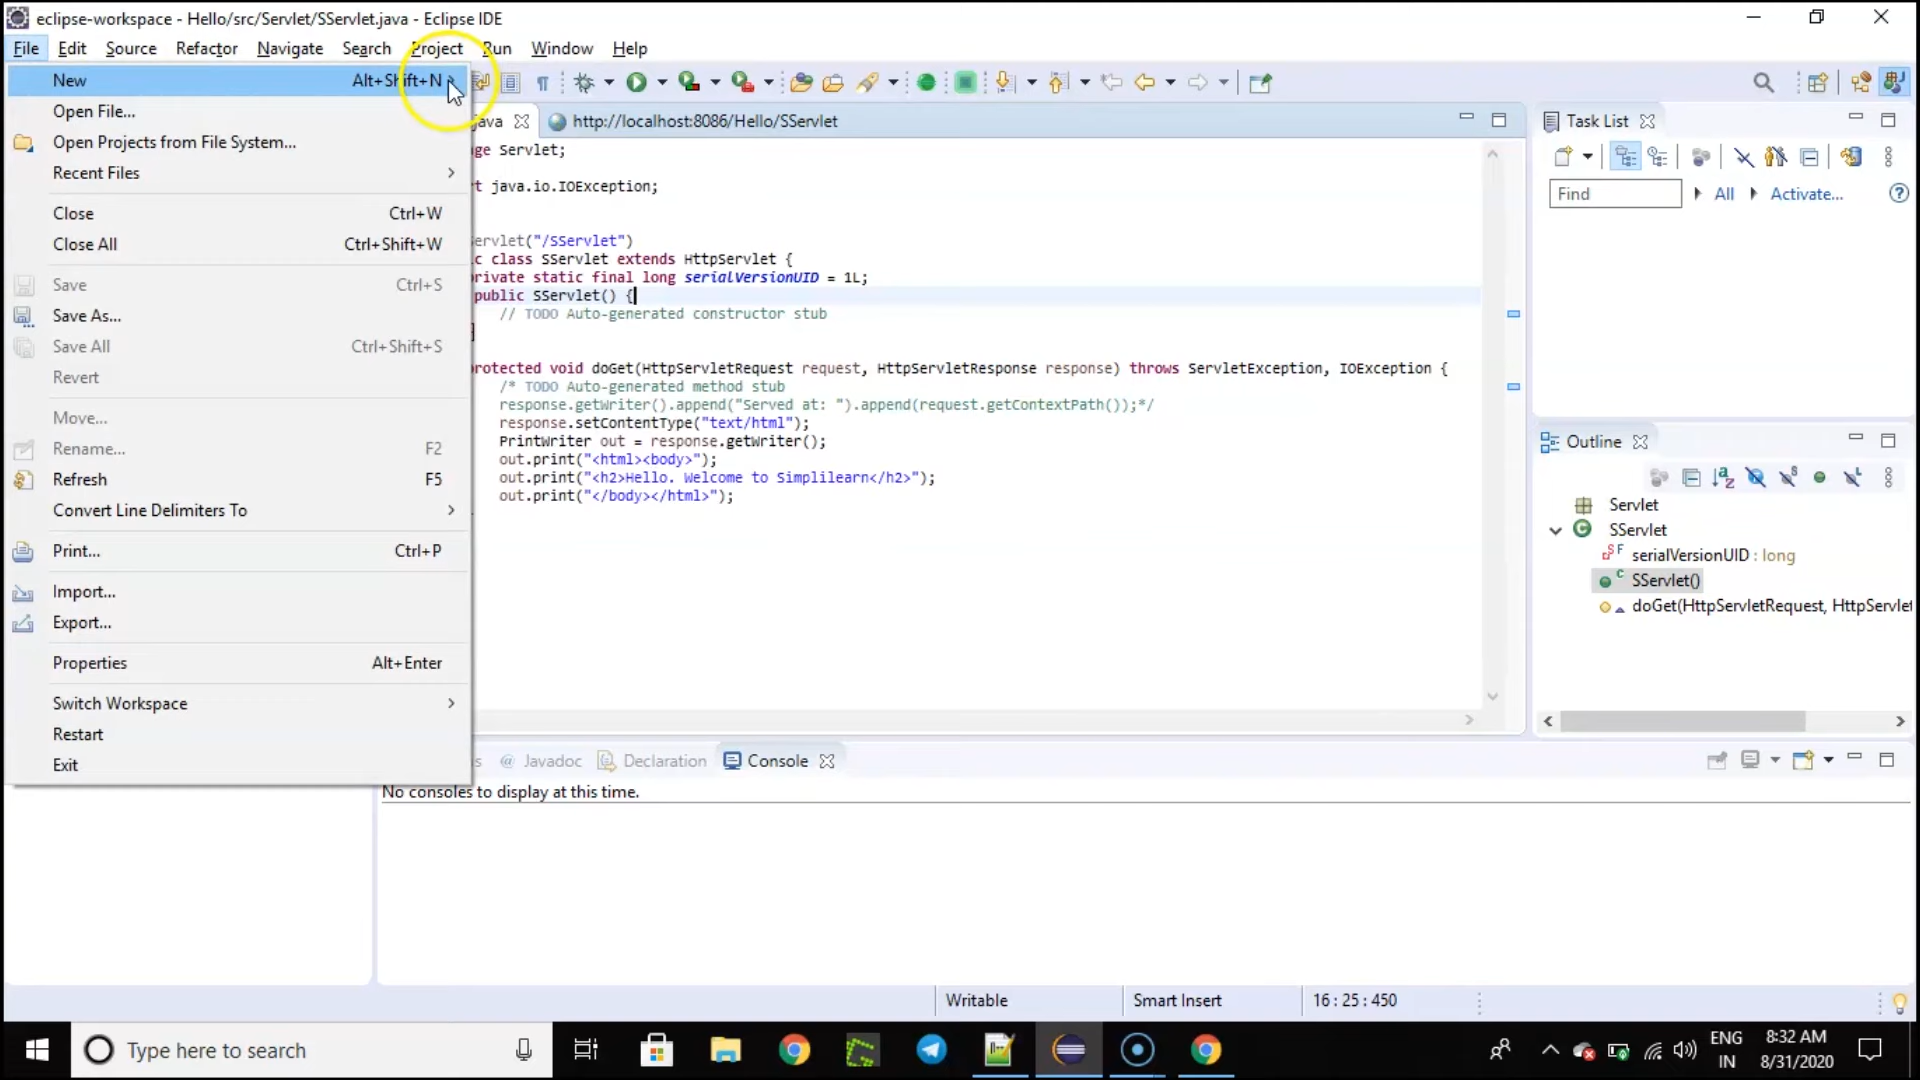 eclipse-workspace - Hello/src/Servlet/SServlet.java - Eclipse IDE
File Edit Source Refactor Navigate Search Project Run Window Help
New Alt+Shift+N
Open File...
Open Projects from File System...
Recent Files
Close Ctrl+W
Close All Ctrl+Shift+W
Save Ctrl+S
Save As...
Save All Ctrl+Shift+S
Revert
Move...
Rename... F2
Refresh F5
Convert Line Delimiters To
Print... Ctrl+P
Import...
Export...
Properties Alt+Enter
Switch Workspace
Restart
Exit
java http://localhost:8086/Hello/SServlet
ge Servlet;
t java.io.IOException;
ervlet("/SServlet")
c class SServlet extends HttpServlet {
rivate static final long serialVersionUID = 1L;
public SServlet() {
// TODO Auto-generated constructor stub
}
rotected void doGet(HttpServletRequest request, HttpServletResponse response) throws ServletException, IOException {
/* TODO Auto-generated method stub
response.getWriter().append("Served at: ").append(request.getContextPath());*/
response.setContentType("text/html");
PrintWriter out = response.getWriter();
out.print("<html><body>");
out.print("<h2>Hello. Welcome to Simplilearn</h2>");
out.print("</body></html>");
Task List
Find All Activate...
Outline
Servlet
SServlet
serialVersionUID : long
SServlet()
doGet(HttpServletRequest, HttpServlet
s @ Javadoc Declaration Console
No consoles to display at this time.
Writable Smart Insert 16 : 25 : 450
Type here to search
ENG
IN
8:32 AM
8/31/2020